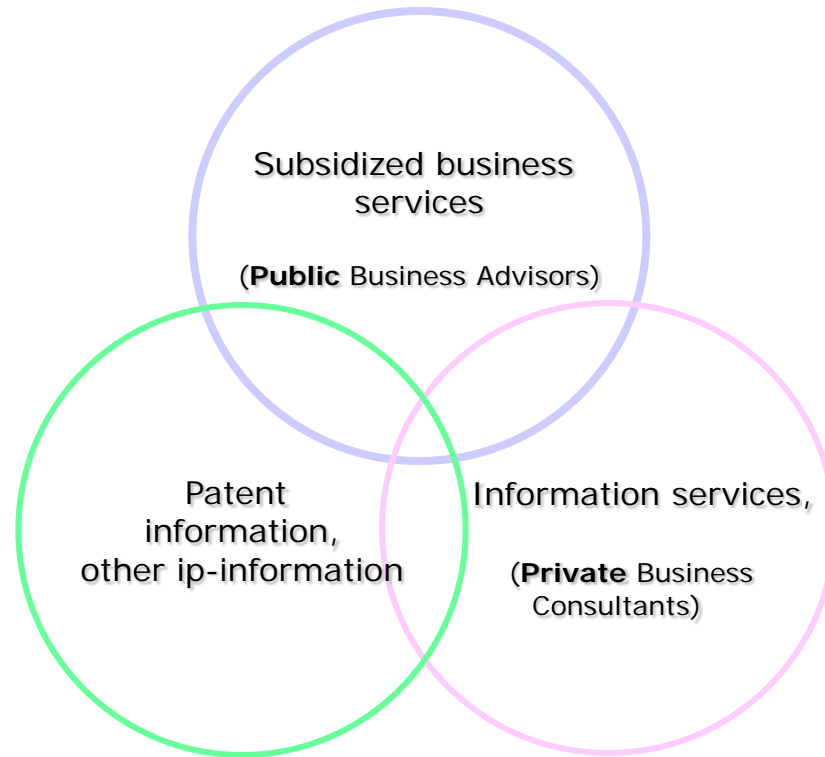 Subsidized business
services
(Public Business Advisors)
Patent
information,
other ip-information
Information services,
(Private Business
Consultants)